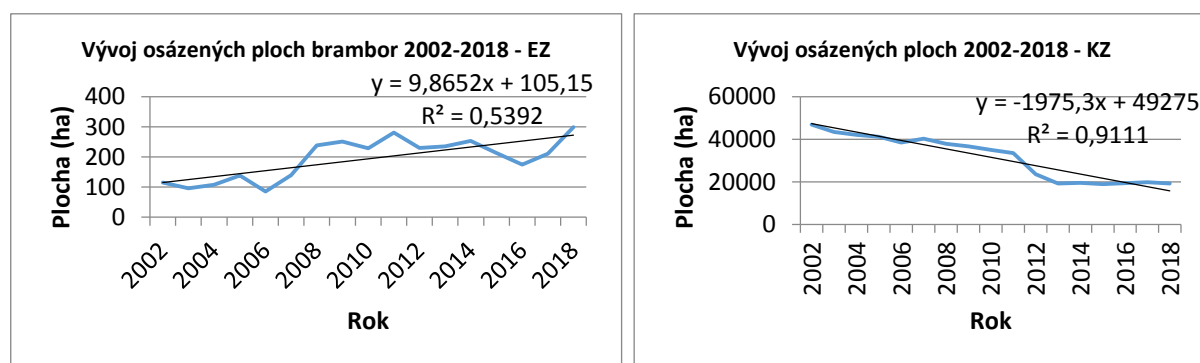 Vývoj osázených ploch brambor 2002-2018 - EZ
y = 9,8652x + 105,15
R² = 0,5392
Plocha (ha)
400
300
200
100
0
2002
2004
2006
2008
2010
2012
2014
2016
2018
Rok
Vývoj osázených ploch 2002-2018 - KZ
y = -1975,3x + 49275
R² = 0,9111
Plocha (ha)
60000
40000
20000
0
2002
2004
2006
2008
2010
2012
2014
2016
2018
Rok